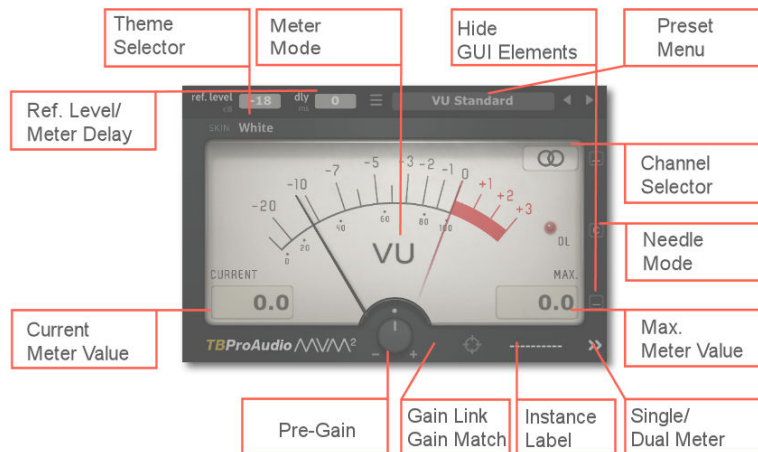 Theme
Selector
Meter
Mode
Hide
GUI Elements
Preset
Menu
Ref. Level/
Meter Delay
ref. level
dB
-18
dly
ms
0
VU Standard
SKIN White
Channel
Selector
-20
-10
-7
-5
-3
-2
-1
0
+1
+2
+3
0
20
40
60
80
100
VU
OL
C
Needle
Mode
CURRENT
0.0
MAX.
0.0
Current
Meter Value
Max.
Meter Value
TBProAudio MVM2
- +
----------
Pre-Gain
Gain Link
Gain Match
Instance
Label
Single/
Dual Meter